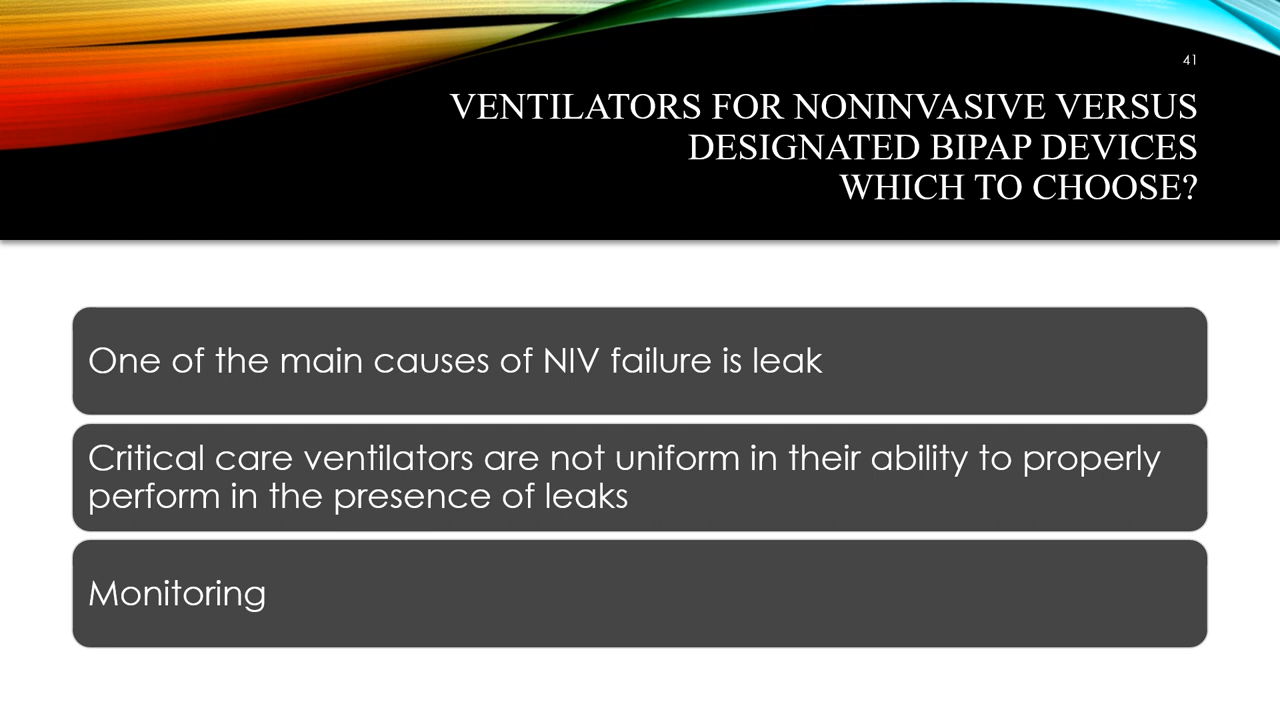 41
VENTILATORS FOR NONINVASIVE VERSUS
DESIGNATED BIPAP DEVICES
WHICH TO CHOOSE?
One of the main causes of NIV failure is leak
Critical care ventilators are not uniform in their ability to properly
perform in the presence of leaks
Monitoring